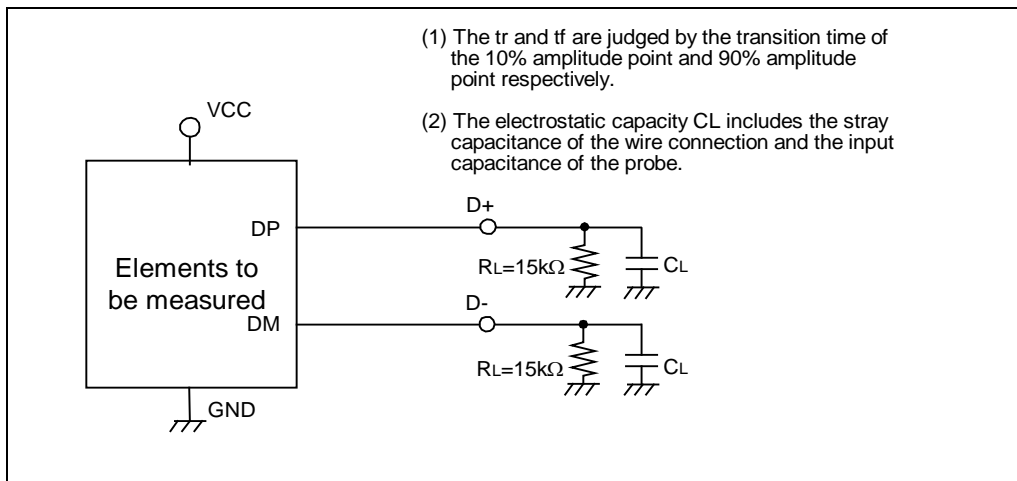 (1) The tr and tf are judged by the transition time of
the 10% amplitude point and 90% amplitude
point respectively.
(2) The electrostatic capacity CL includes the stray
capacitance of the wire connection and the input
capacitance of the probe.
VCC
D+
DP
Elements to
be measured
RL=15kΩ
CL
D-
DM
RL=15kΩ
CL
GND